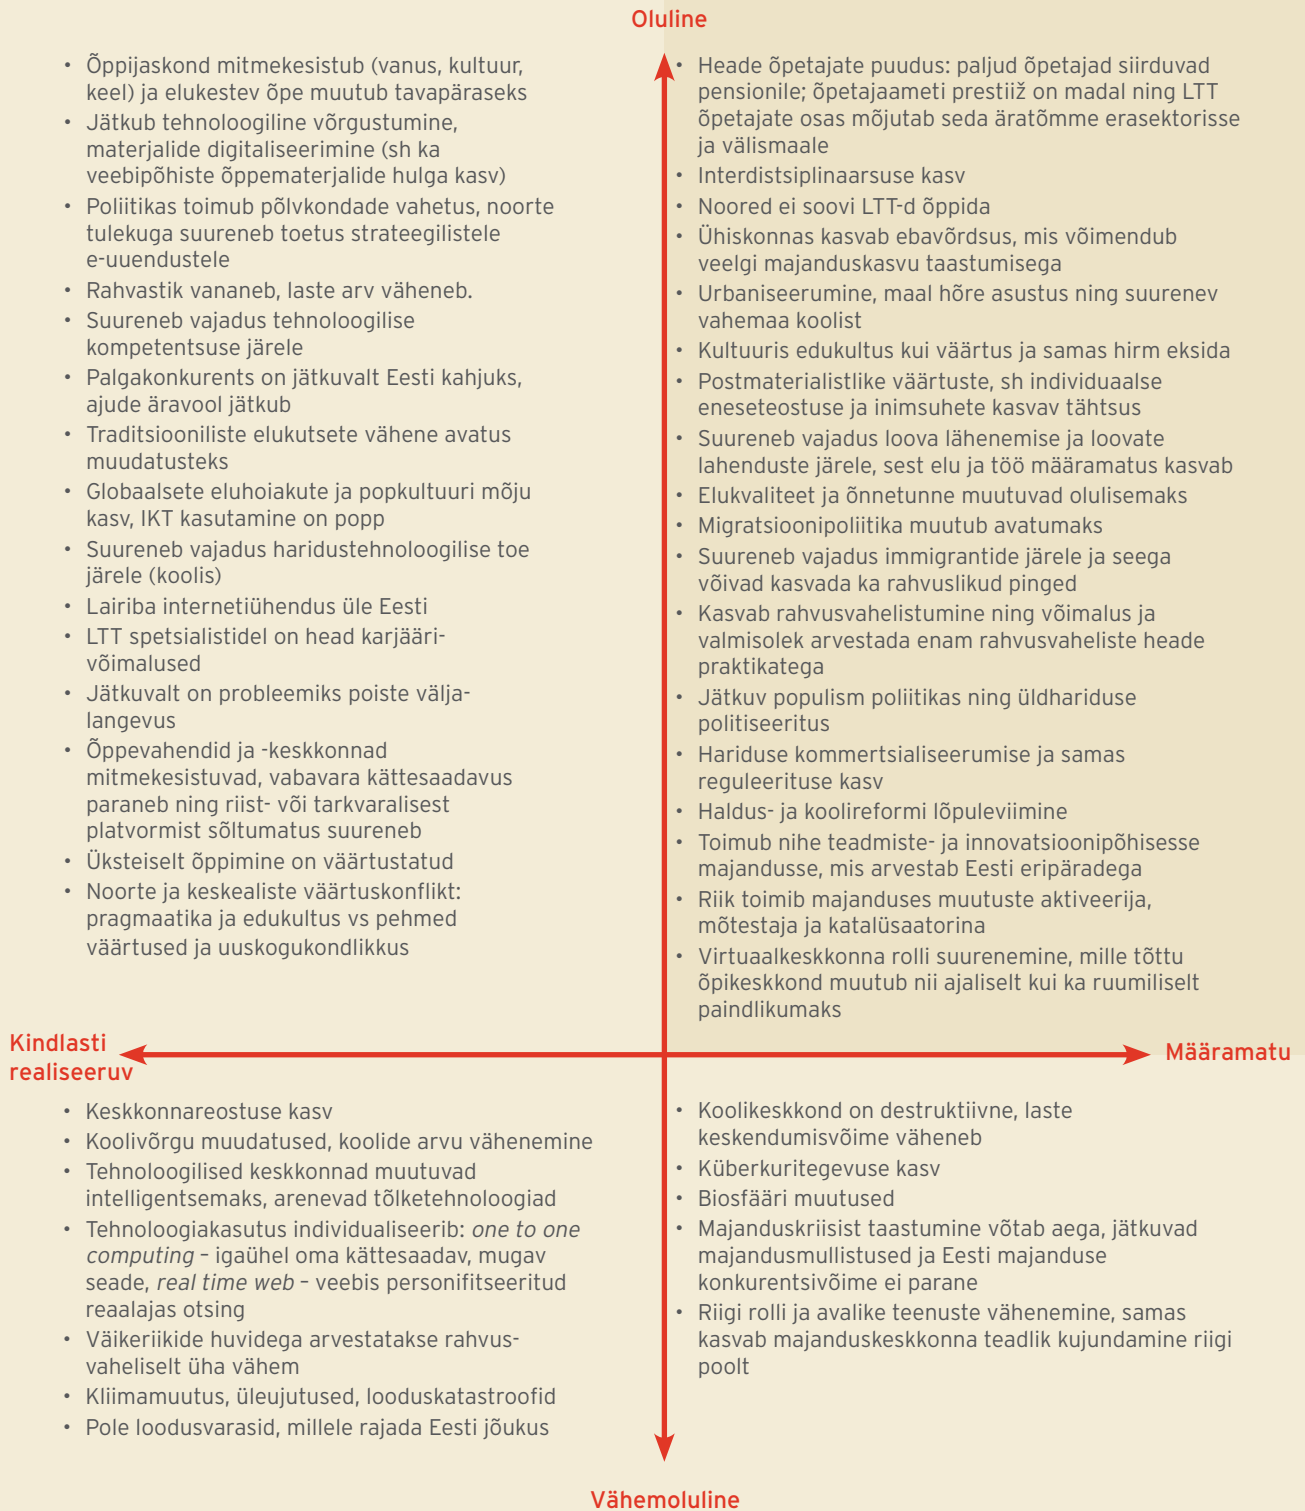 Oluline
• Õppijaskond mitmekesistub (vanus, kultuur,
keel) ja elukestev õpe muutub tavapäraseks
• Jätkub tehnoloogiline võrgustumine,
materjalide digitaliseerimine (sh ka
veebipõhiste õppematerjalide hulga kasv)
• Poliitikas toimub põlvkondade vahetus, noorte
tulekuga suureneb toetus strateegilistele
e-uuendustele
• Rahvastik vananeb, laste arv väheneb.
• Suureneb vajadus tehnoloogilise
kompetentsuse järele
• Palgakonkurents on jätkuvalt Eesti kahjuks,
ajude äravool jätkub
• Traditsiooniliste elukutsete vähene avatus
muudatusteks
• Globaalsete eluhoiakute ja popkultuuri mõju
kasv, IKT kasutamine on popp
• Suureneb vajadus haridustehnoloogilise toe
järele (koolis)
• Lairiba internetiühendus üle Eesti
• LTT spetsialistidel on head karjääri-
võimalused
• Jätkuvalt on probleemiks poiste välja-
langevus
• Õppevahendid ja -keskkonnad
mitmekesistuvad, vabavara kättesaadavus
paraneb ning riist- või tarkvaralisest
platvormist sõltumatus suureneb
• Üksteiselt õppimine on väärtustatud
• Noorte ja keskealiste väärtuskonflikt:
pragmaatika ja edukultus vs pehmed
väärtused ja uuskogukondlikkus
• Heade õpetajate puudus: paljud õpetajad siirduvad
pensionile; õpetajaameti prestiiž on madal ning LTT
õpetajate osas mõjutab seda äratõmme erasektorisse
ja välismaale
• Interdistsiplinaarsuse kasv
• Noored ei soovi LTT-d õppida
• Ühiskonnas kasvab ebavõrdsus, mis võimendub
veelgi majanduskasvu taastumisega
• Urbaniseerumine, maal hõre asustus ning suurenev
vahemaa koolist
• Kultuuris edukultus kui väärtus ja samas hirm eksida
• Postmaterialistlike väärtuste, sh individuaalse
eneseteostuse ja inimsuhete kasvav tähtsus
• Suureneb vajadus loova lähenemise ja loovate
lahenduste järele, sest elu ja töö määramatus kasvab
• Elukvaliteet ja õnnetunne muutuvad olulisemaks
• Migratsioonipoliitika muutub avatumaks
• Suureneb vajadus immigrantide järele ja seega
võivad kasvada ka rahvuslikud pinged
• Kasvab rahvusvahelistumine ning võimalus ja
valmisolek arvestada enam rahvusvaheliste heade
praktikatega
• Jätkuv populism poliitikas ning üldhariduse
politiseeritus
• Hariduse kommertsialiseerumise ja samas
reguleerituse kasv
• Haldus- ja koolireformi lõpuleviimine
• Toimub nihe teadmiste- ja innovatsioonipõhisesse
majandusse, mis arvestab Eesti eripäradega
• Riik toimib majanduses muutuste aktiveerija,
mõtestaja ja katalüsaatorina
• Virtuaalkeskkonna rolli suurenemine, mille tõttu
õpikeskkond muutub nii ajaliselt kui ka ruumiliselt
paindlikumaks
Kindlasti
realiseeruv
Määramatu
• Keskkonnareostuse kasv
• Koolivõrgu muudatused, koolide arvu vähenemine
• Tehnoloogilised keskkonnad muutuvad
intelligentsemaks, arenevad tõlketehnoloogiad
• Tehnoloogiakasutus individualiseerib: one to one
computing – igaühel oma kättesaadav, mugav
seade, real time web – veebis personifitseeritud
reaalajas otsing
• Väikeriikide huvidega arvestatakse rahvus-
vaheliselt üha vähem
• Kliimamuutus, üleujutused, looduskatastroofid
• Pole loodusvarasid, millele rajada Eesti jõukus
• Koolikeskkond on destruktiivne, laste
keskendumisvõime väheneb
• Küberkuritegevuse kasv
• Biosfääri muutused
• Majanduskriisist taastumine võtab aega, jätkuvad
majandusmullistused ja Eesti majanduse
konkurentsivõime ei parane
• Riigi rolli ja avalike teenuste vähenemine, samas
kasvab majanduskeskkonna teadlik kujundamine riigi
poolt
Vähemoluline